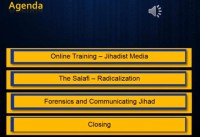 Agenda
Online Training – Jihadist Media
The Salafi – Radicalization
Forensics and Communicating Jihad
Closing